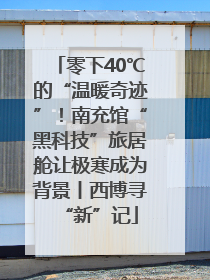 「零下40℃
的“温暖奇迹
”！南充馆“
黑科技”旅居
舱让极寒成为
背景丨西博寻
“新”记」